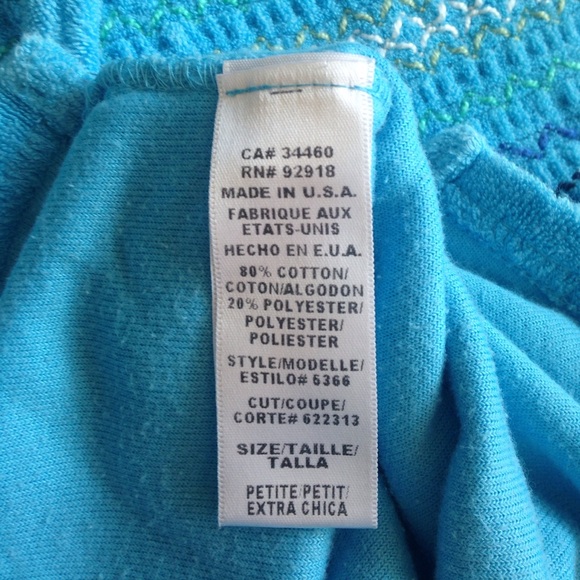 CA# 34460
RN# 92918
MADE IN U.S.A.
FABRIQUE AUX
ETATS-UNIS
HECHO EN E.U.A.
80% COTTON/
COTON/ALGODON
20% POLYESTER/
POLYESTER/
POLIESTER
STYLE/MODELLE/
ESTILO# 5366
CUT/COUPE/
CORTE# 622313
SIZE/TAILLE/
TALLA
PETITE/PETIT/
EXTRA CHICA